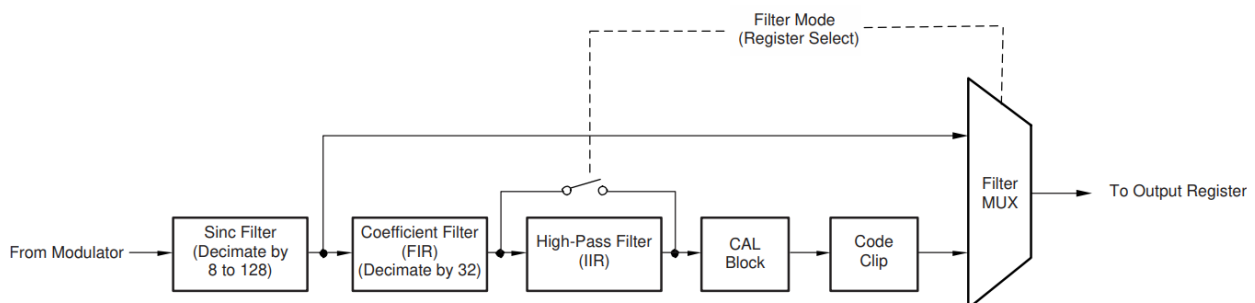 Filter Mode
(Register Select)
Filter
MUX
To Output Register
From Modulator
Sinc Filter
(Decimate by
8 to 128)
Coefficient Filter
(FIR)
(Decimate by 32)
High-Pass Filter
(IIR)
CAL
Block
Code
Clip